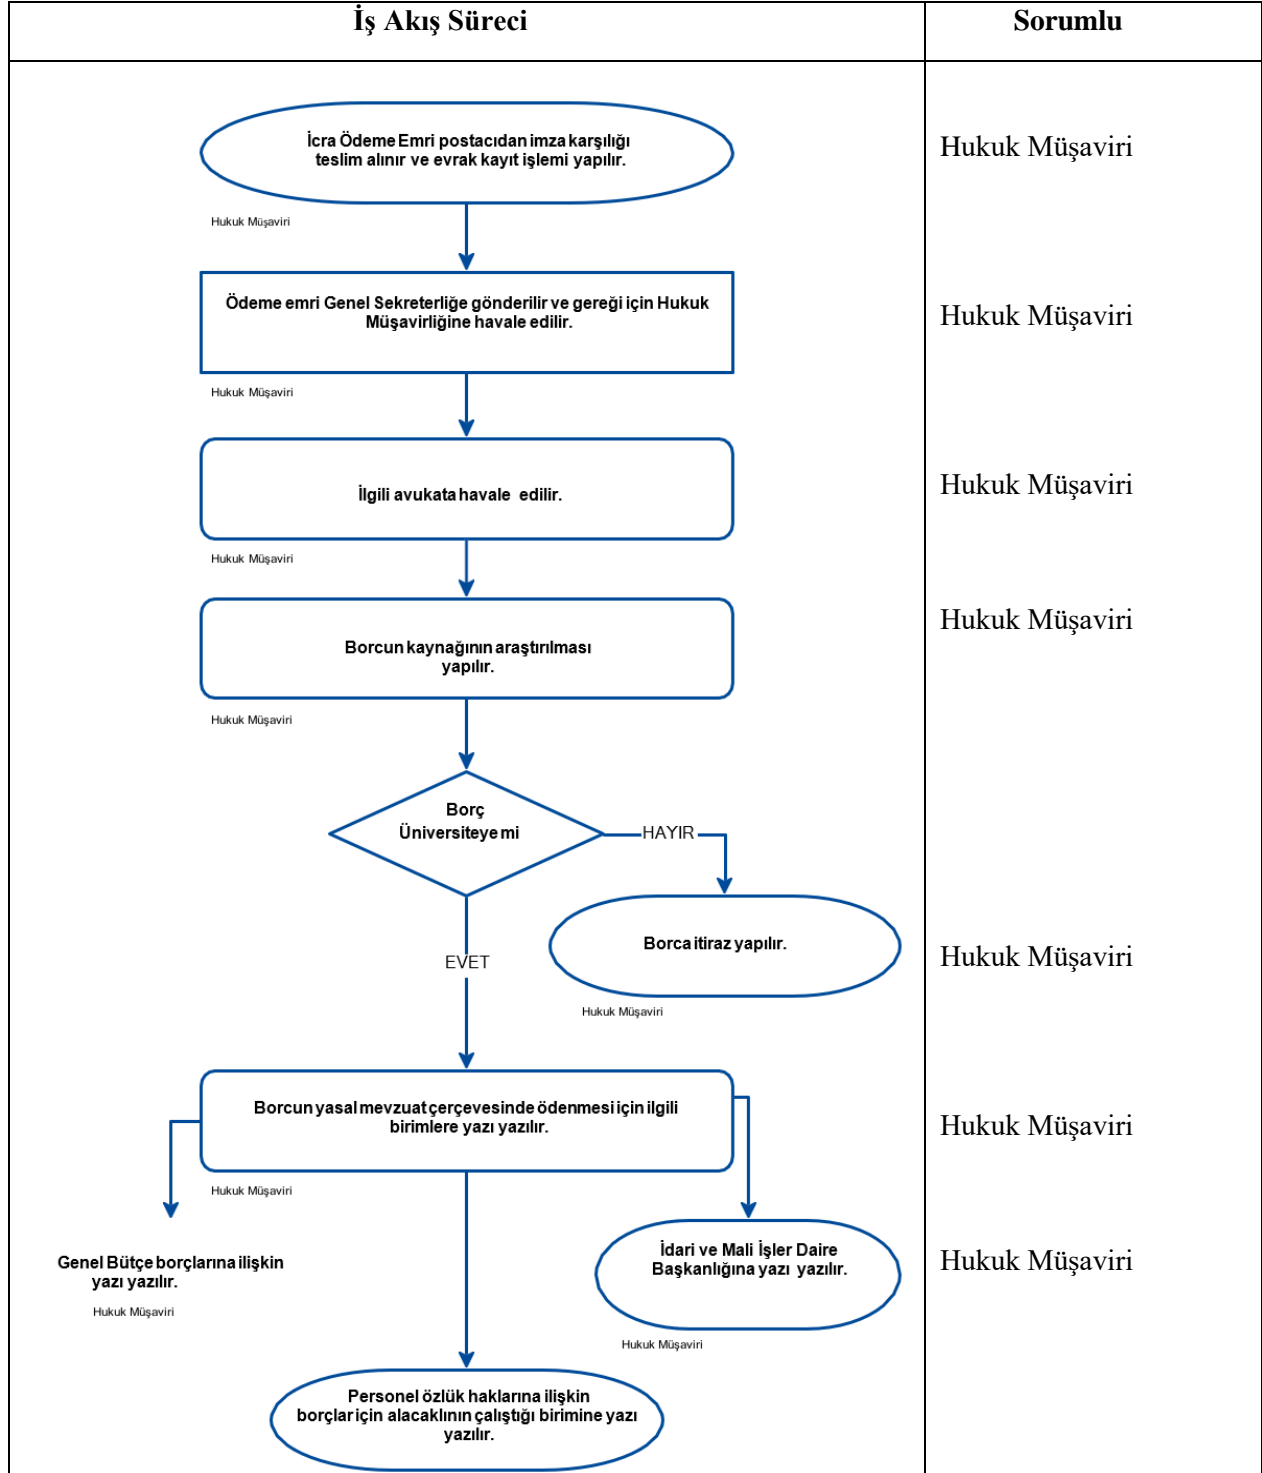 İş Akış Süreci
Sorumlu
İcra Ödeme Emri postacıdan imza karşılığı
teslim alınır ve evrak kayıt işlemi yapılır.
Hukuk Müşaviri
Hukuk Müşaviri
Ödeme emri Genel Sekreterliğe gönderilir ve gereği için Hukuk
Müşavirliğine havale edilir.
Hukuk Müşaviri
Hukuk Müşaviri
İlgili avukata havale edilir.
Hukuk Müşaviri
Hukuk Müşaviri
Borcun kaynağının araştırılması
yapılır.
Hukuk Müşaviri
Hukuk Müşaviri
Borç
Üniversiteye mi
HAYIR
Borca itiraz yapılır.
Hukuk Müşaviri
Hukuk Müşaviri
EVET
Borcun yasal mevzuat çerçevesinde ödenmesi için ilgili
birimlere yazı yazılır.
Hukuk Müşaviri
Hukuk Müşaviri
Genel Bütçe borçlarına ilişkin
yazı yazılır.
Hukuk Müşaviri
İdari ve Mali İşler Daire
Başkanlığına yazı yazılır.
Hukuk Müşaviri
Hukuk Müşaviri
Personel özlük haklarına ilişkin
borçlar için alacaklının çalıştığı birimine yazı
yazılır.